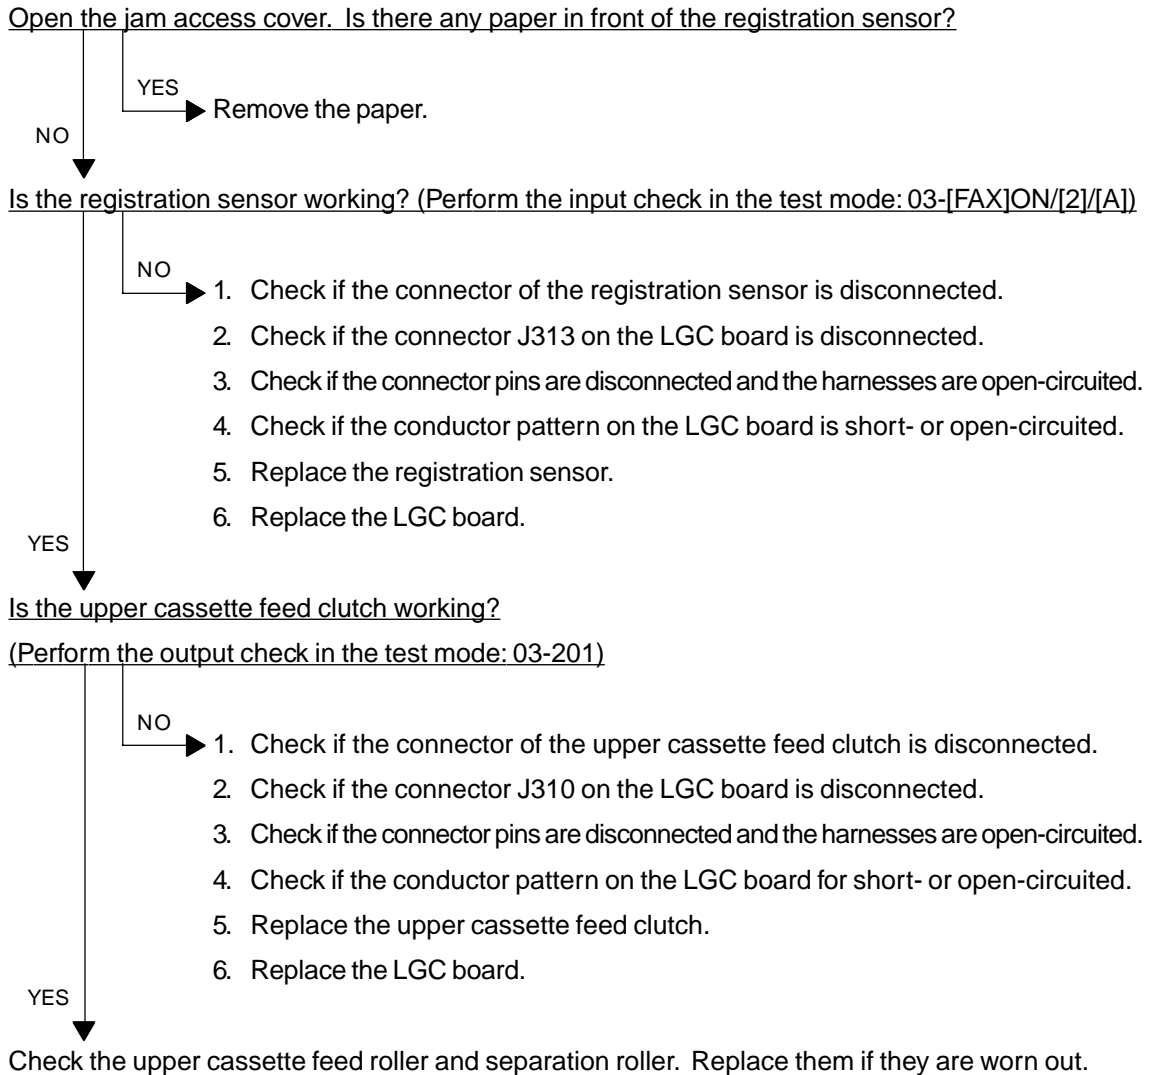 Open the jam access cover. Is there any paper in front of the registration sensor?
YES
Remove the paper.
NO
Is the registration sensor working? (Perform the input check in the test mode: 03-[FAX]ON/[2]/[A])
NO
1. Check if the connector of the registration sensor is disconnected.
2. Check if the connector J313 on the LGC board is disconnected.
3. Check if the connector pins are disconnected and the harnesses are open-circuited.
4. Check if the conductor pattern on the LGC board is short- or open-circuited.
5. Replace the registration sensor.
6. Replace the LGC board.
YES
Is the upper cassette feed clutch working?
(Perform the output check in the test mode: 03-201)
NO
1. Check if the connector of the upper cassette feed clutch is disconnected.
2. Check if the connector J310 on the LGC board is disconnected.
3. Check if the connector pins are disconnected and the harnesses are open-circuited.
4. Check if the conductor pattern on the LGC board for short- or open-circuited.
5. Replace the upper cassette feed clutch.
6. Replace the LGC board.
YES
Check the upper cassette feed roller and separation roller. Replace them if they are worn out.